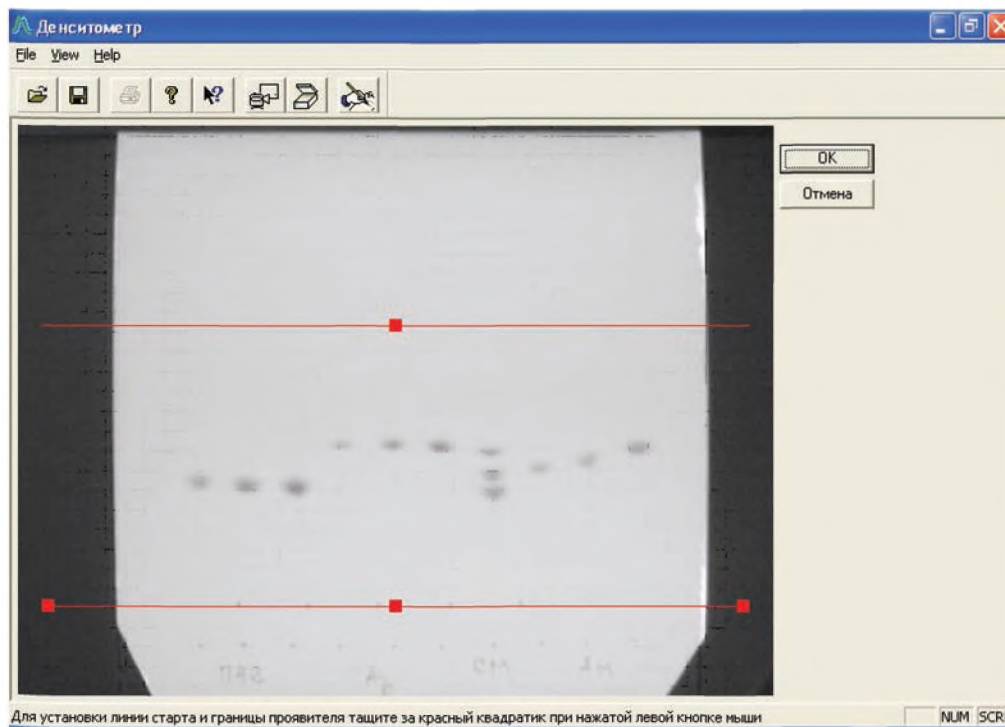 Денситометр
File View Help
OK
Отмена
Для установки линии старта и границы проявителя тащите за красный квадратик при нажатой левой кнопке мыши
NUM SCR